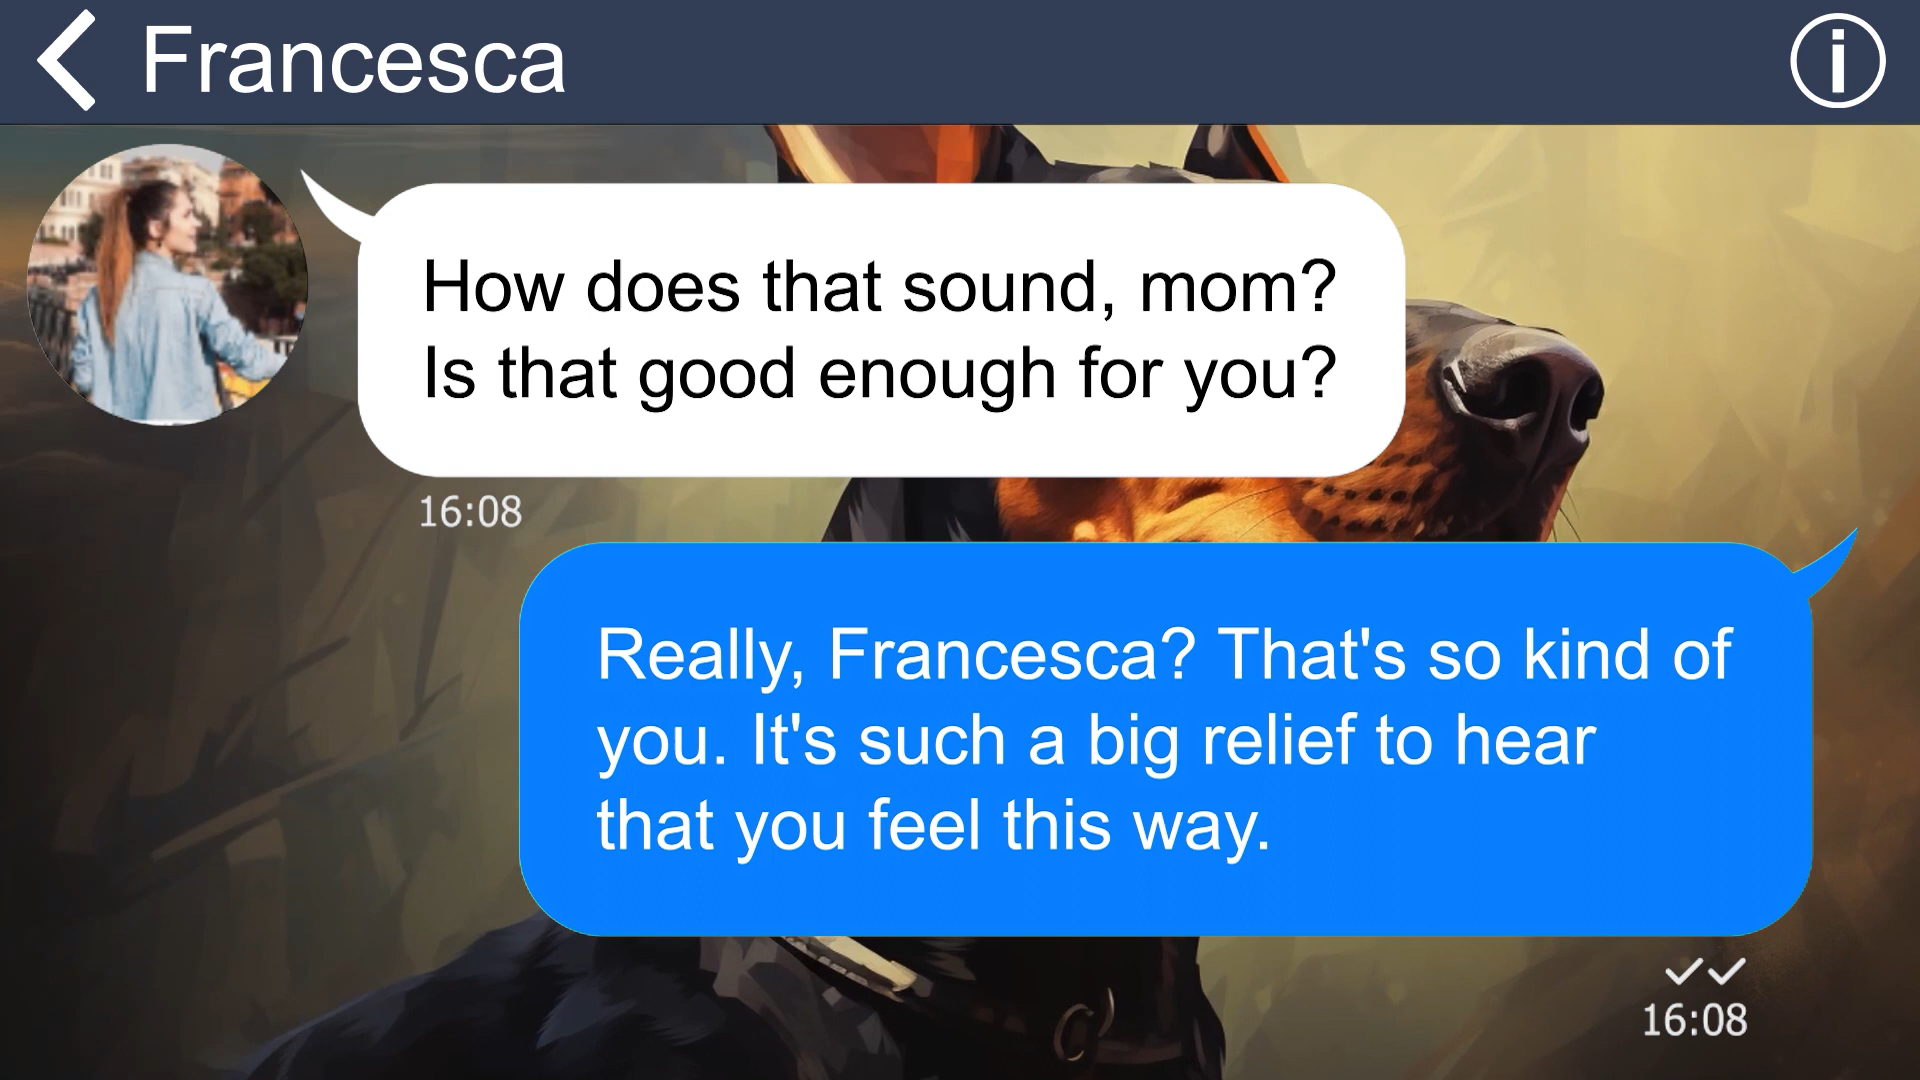 Francesca
How does that sound, mom?
Is that good enough for you?
16:08
Really, Francesca? That's so kind of
you. It's such a big relief to hear
that you feel this way.
16:08